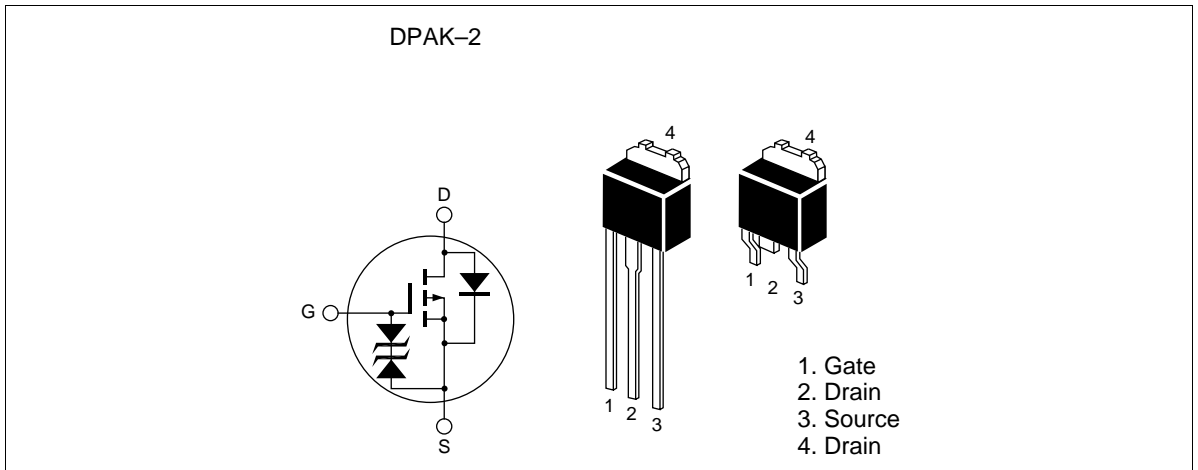 DPAK–2
4
4
D
G
S
1
2
3
1
2
3
1. Gate
2. Drain
3. Source
4. Drain